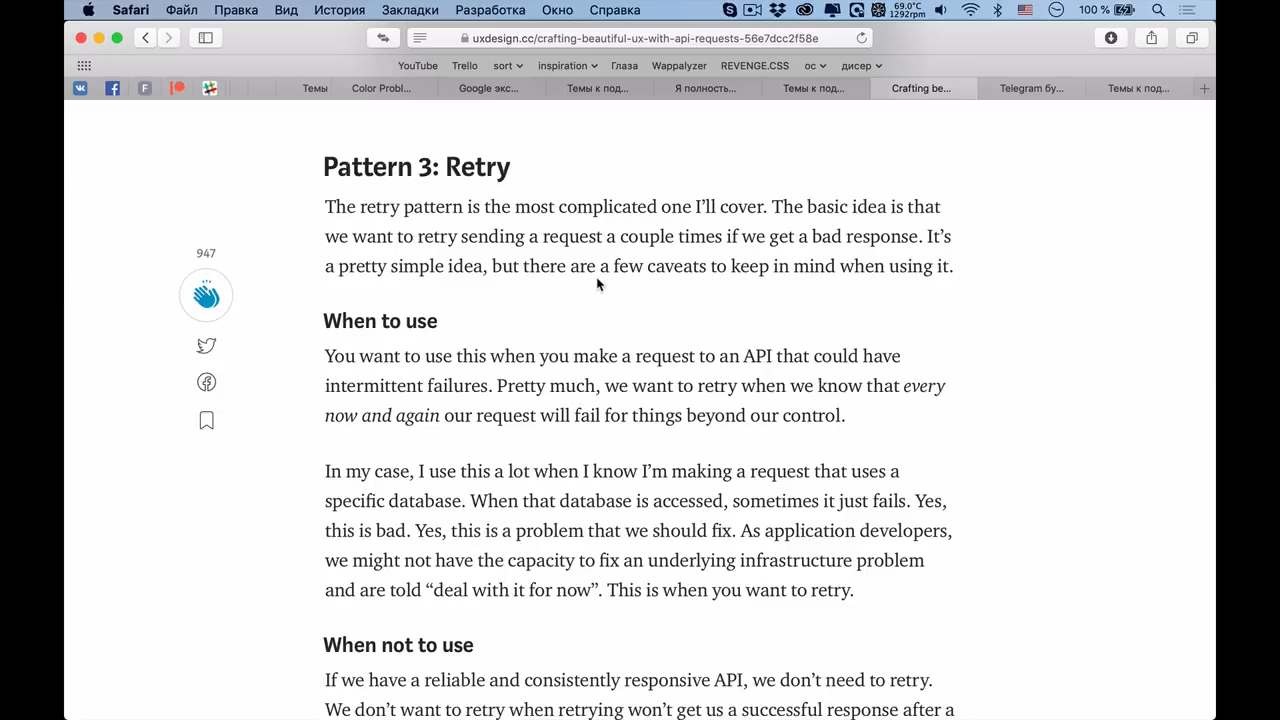 Safari Файл Правка Вид История Закладки Разработка Окно Справка 69.0°C 1292rpm 100 %
uxdesign.cc/crafting-beautiful-ux-with-api-requests-56e7dcc2f58e
YouTube Trello sort inspiration Глаза Wappalyzer REVENGE.CSS ос дисер
Темы Color Probl... Google экс... Темы к под... Я полность... Темы к под... Crafting be... Telegram бу... Темы к под...
Pattern 3: Retry
The retry pattern is the most complicated one I’ll cover. The basic idea is that
we want to retry sending a request a couple times if we get a bad response. It’s
a pretty simple idea, but there are a few caveats to keep in mind when using it.
947
When to use
You want to use this when you make a request to an API that could have
intermittent failures. Pretty much, we want to retry when we know that every
now and again our request will fail for things beyond our control.
In my case, I use this a lot when I know I’m making a request that uses a
specific database. When that database is accessed, sometimes it just fails. Yes,
this is bad. Yes, this is a problem that we should fix. As application developers,
we might not have the capacity to fix an underlying infrastructure problem
and are told “deal with it for now”. This is when you want to retry.
When not to use
If we have a reliable and consistently responsive API, we don’t need to retry.
We don’t want to retry when retrying won’t get us a successful response after a